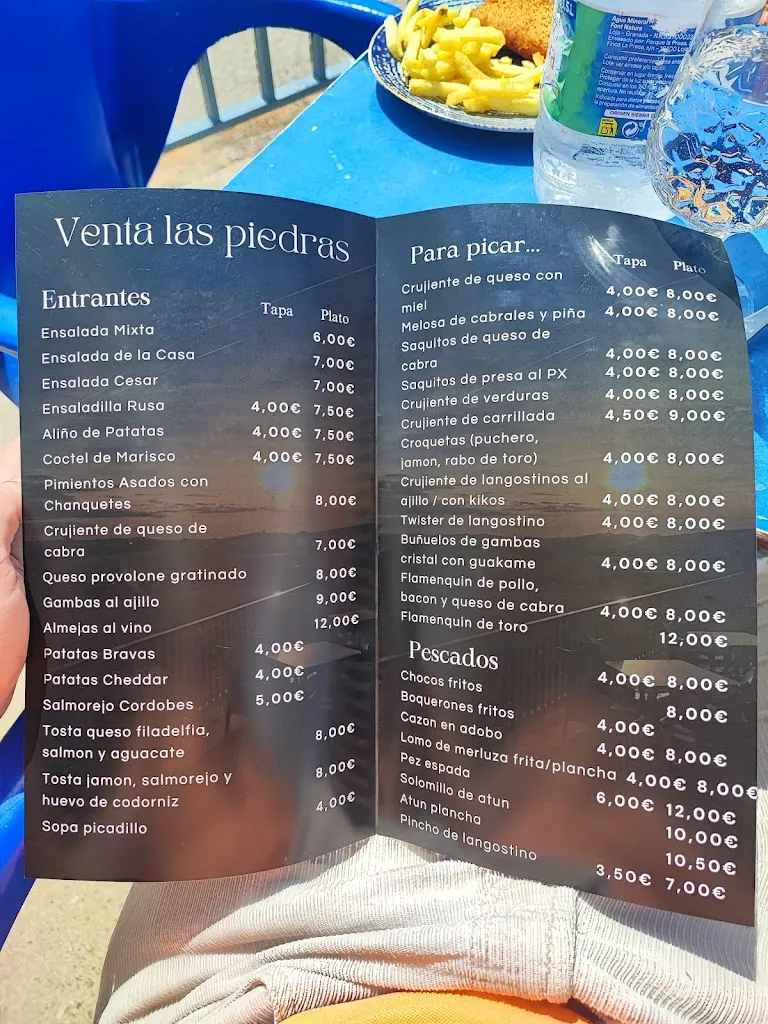 Venta las piedras
Entrantes
Tapa Plato
Ensalada Mixta 6,00€
Ensalada de la Casa 7,00€
Ensalada Cesar 7,00€
Ensaladilla Rusa 4,00€ 7,50€
Aliño de Patatas 4,00€ 7,50€
Coctel de Marisco 4,00€ 7,50€
Pimientos Asados con
Chanquetes 8,00€
Crujiente de queso de
cabra 7,00€
Queso provolone gratinado 8,00€
Gambas al ajillo 9,00€
Almejas al vino 12,00€
Patatas Bravas 4,00€
Patatas Cheddar 4,00€
Salmorejo Cordobes 5,00€
Tosta queso filadelfia, 8,00€
salmon y aguacate
Tosta jamon, salmorejo y 8,00€
huevo de codorniz
Sopa picadillo 4,00€
Para picar...
Tapa Plato
Crujiente de queso con
miel 4,00€ 8,00€
Melosa de cabrales y piña 4,00€ 8,00€
Saquitos de queso de
cabra 4,00€ 8,00€
Saquitos de presa al PX 4,00€ 8,00€
Crujiente de verduras 4,00€ 8,00€
Crujiente de carrillada 4,50€ 9,00€
Croquetas (puchero,
jamon, rabo de toro) 4,00€ 8,00€
Crujiente de langostinos al
ajillo / con kikos 4,00€ 8,00€
Twister de langostino 4,00€ 8,00€
Buñuelos de gambas
cristal con guakame 4,00€ 8,00€
Flamenquin de pollo,
bacon y queso de cabra 4,00€ 8,00€
Flamenquin de toro 12,00€
Pescados
Chocos fritos 4,00€ 8,00€
Boquerones fritos 4,00€ 8,00€
Cazon en adobo 4,00€ 8,00€
Lomo de merluza frita/plancha 4,00€ 8,00€
Pez espada 6,00€ 12,00€
Solomillo de atun 10,00€
Atun plancha 10,50€
Pincho de langostino 3,50€ 7,00€
Agua Mineral
Font Natura